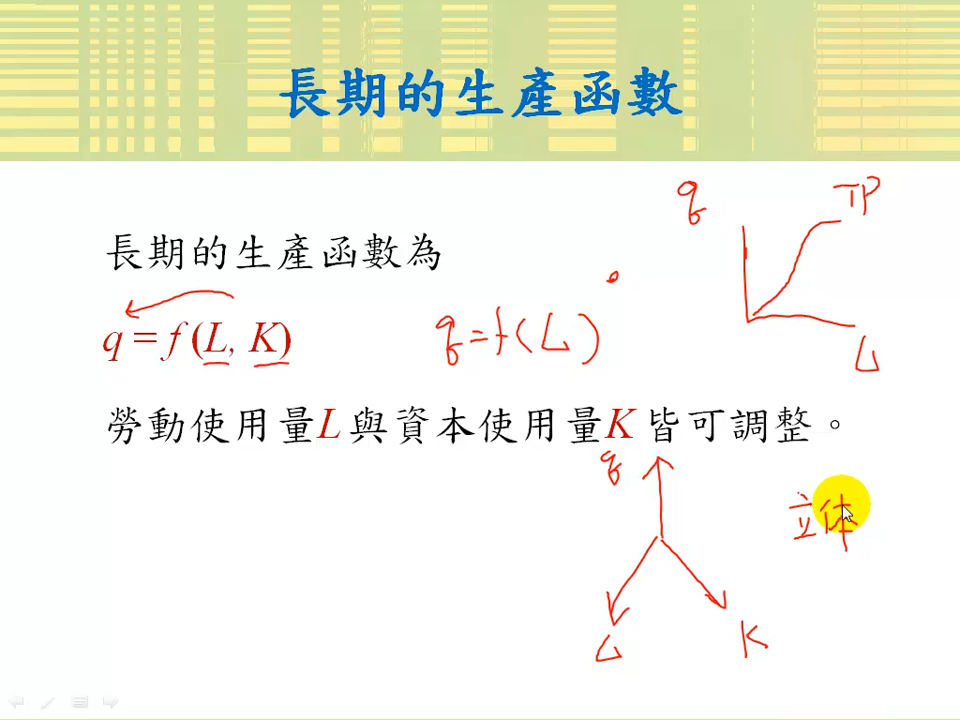 長期的生產函數
q
TP
長期的生產函數為
q = f (L, K)
q=f(L)
L
勞動使用量L與資本使用量K皆可調整。
q
立体
L
K